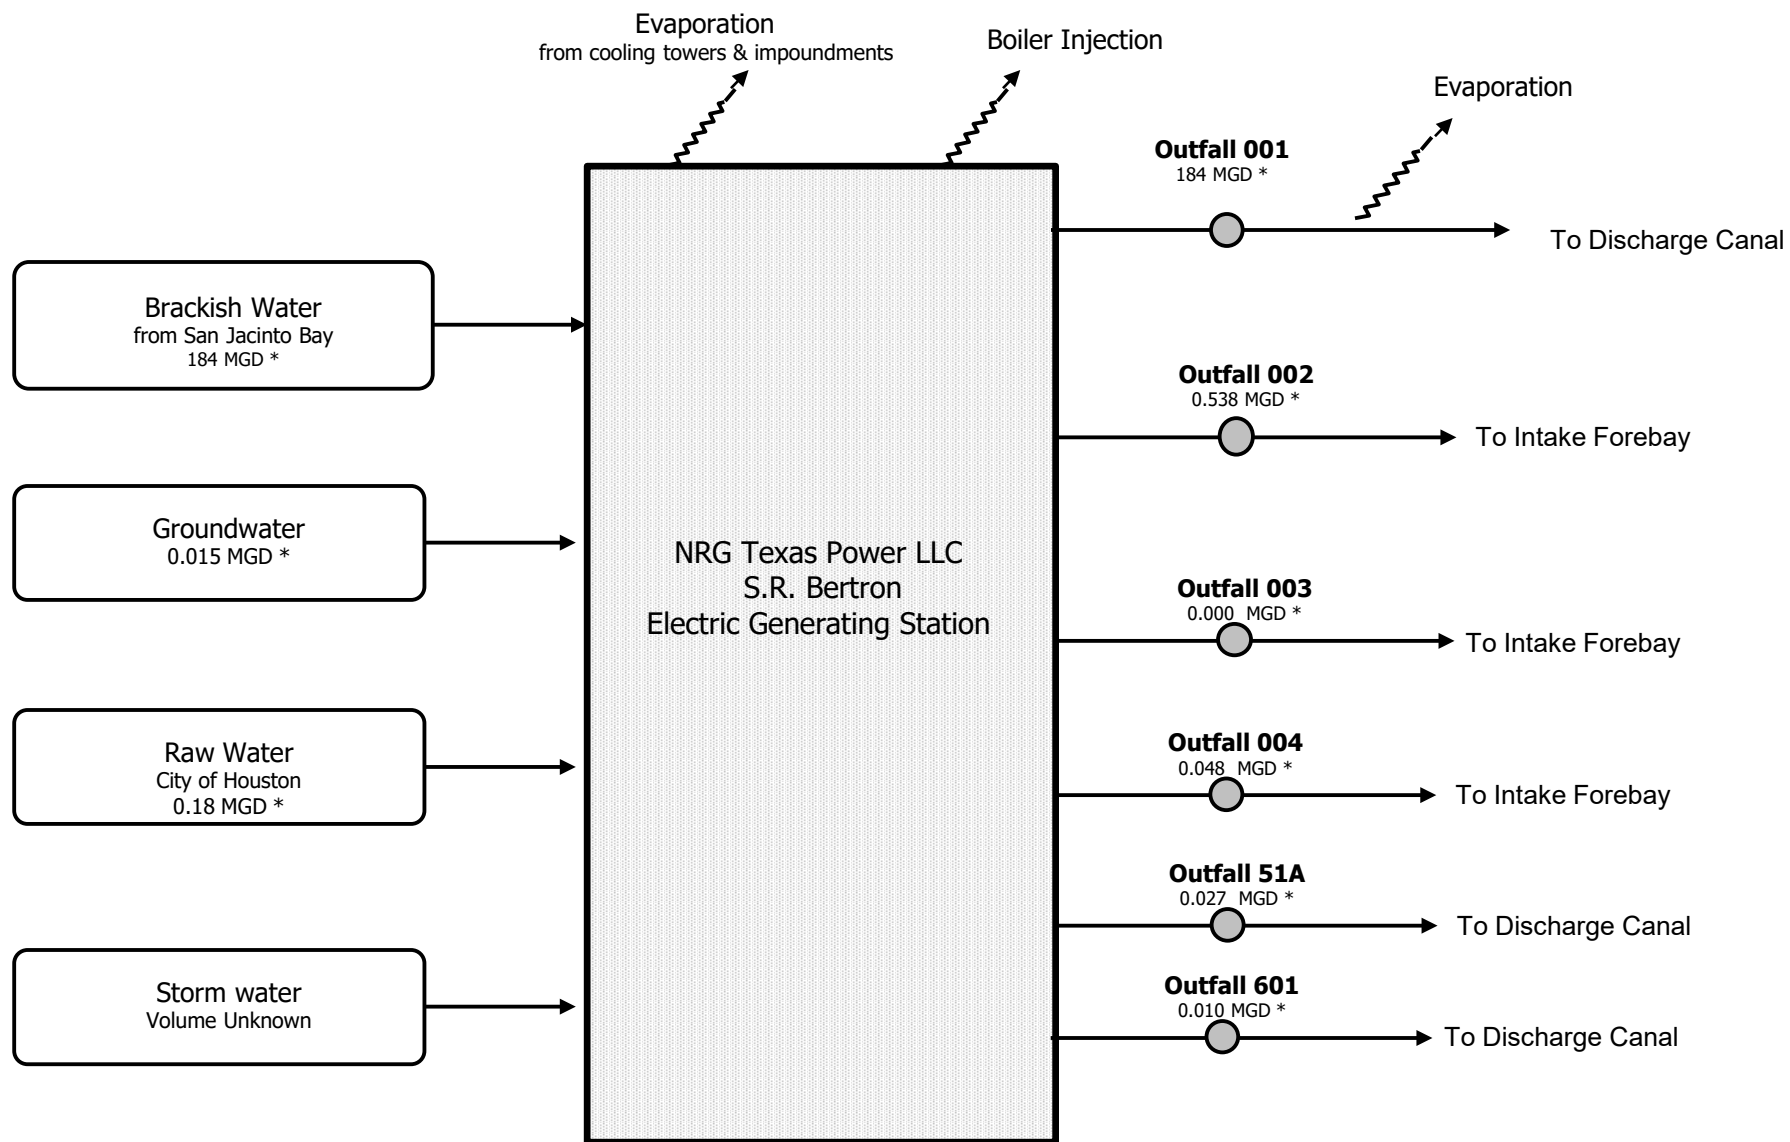 Evaporation
from cooling towers & impoundments
Boiler Injection
Evaporation
Outfall 001
184 MGD *
To Discharge Canal
Brackish Water
from San Jacinto Bay
184 MGD *
Outfall 002
0.538 MGD *
To Intake Forebay
Groundwater
0.015 MGD *
NRG Texas Power LLC
S.R. Bertron
Electric Generating Station
Outfall 003
0.000 MGD *
To Intake Forebay
Raw Water
City of Houston
0.18 MGD *
Outfall 004
0.048 MGD *
To Intake Forebay
Outfall 51A
0.027 MGD *
To Discharge Canal
Storm water
Volume Unknown
Outfall 601
0.010 MGD *
To Discharge Canal